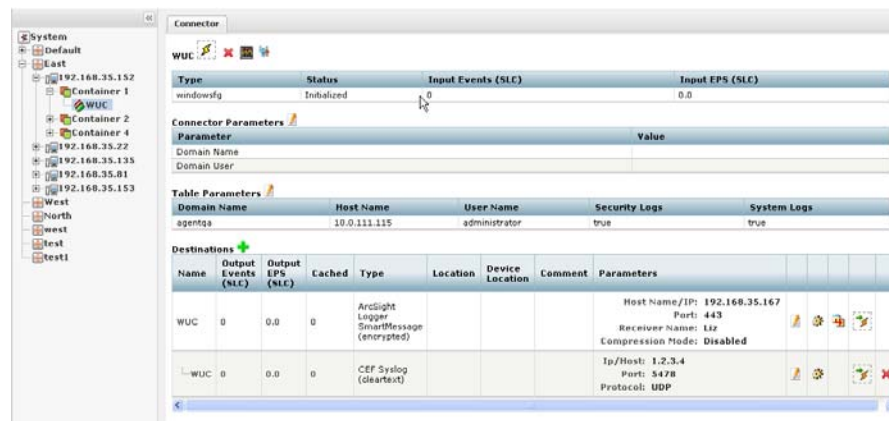 System
Default
East
192.168.35.152
Container 1
WUC
Container 2
Container 4
192.168.35.22
192.168.35.135
192.168.35.81
192.168.35.153
West
North
west
test
test1
Connector
WUC
Type Status Input Events (SLC) Input EPS (SLC)
windowsfg Initialized 0 0.0
Connector Parameters
Parameter Value
Domain Name
Domain User
Table Parameters
Domain Name Host Name User Name Security Logs System Logs
agentqa 10.0.111.115 administrator true true
Destinations
Name Output Events (SLC) Output EPS (SLC) Cached Type Location Device Location Comment Parameters
WUC 0 0.0 0 ArcSight Logger SmartMessage (encrypted)
Host Name/IP: 192.168.35.167
Port: 443
Receiver Name: Liz
Compression Mode: Disabled
WUC 0 0.0 0 CEF Syslog (cleartext)
Ip/Host: 1.2.3.4
Port: 5478
Protocol: UDP